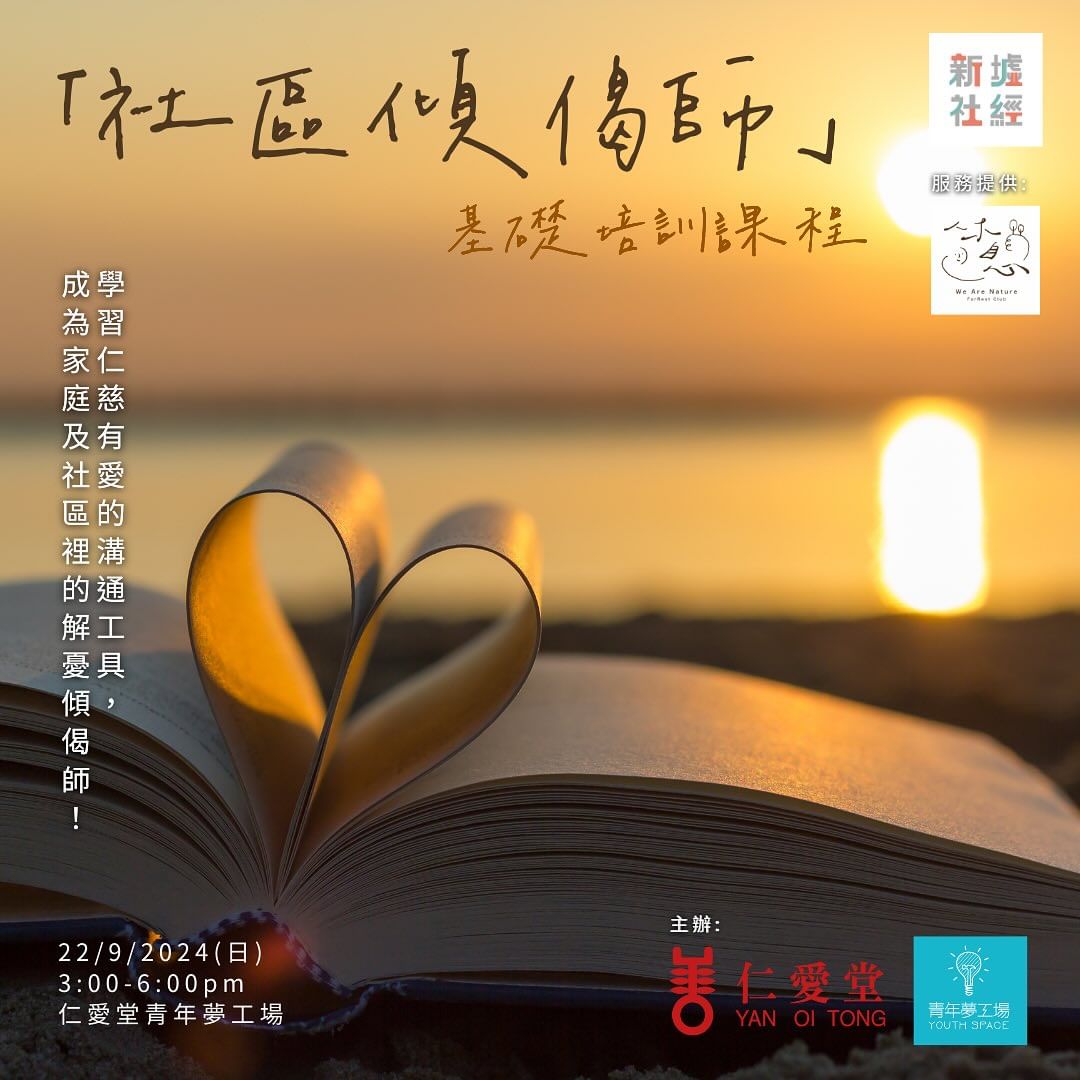 「社區傾偈師」
基礎培訓課程
新墟
社經
服務提供:
休息
We Are Nature
ForRest Club
學習仁慈有愛的溝通工具，
成為家庭及社區裡的解憂傾偈師！
22/9/2024(日)
3:00-6:00pm
仁愛堂青年夢工場
主辦:
仁愛堂
YAN OI TONG
青年夢工場
YOUTH SPACE